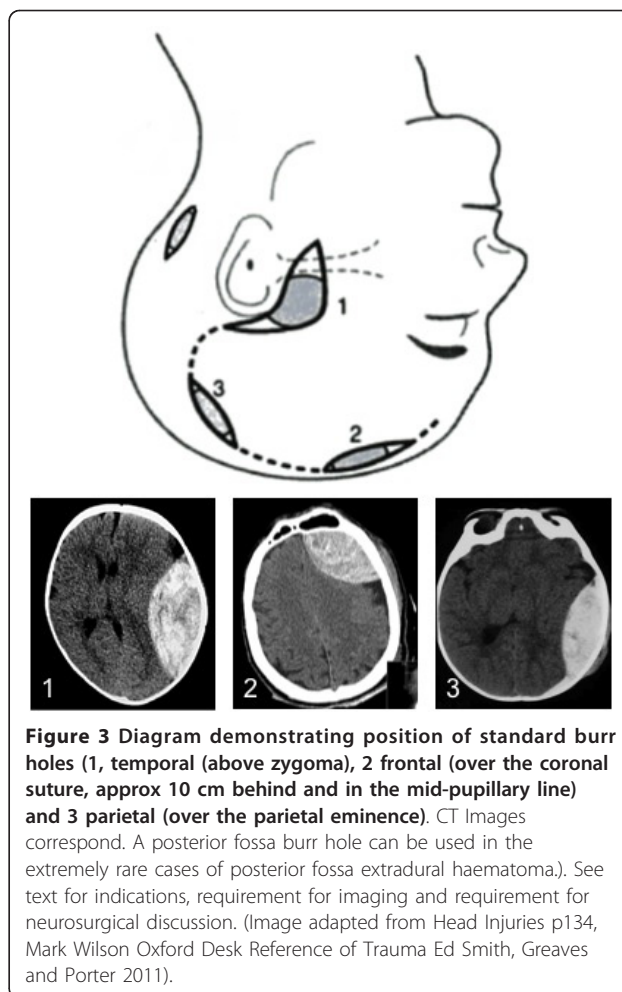 1
3
2
1
2
3
Figure 3 Diagram demonstrating position of standard burr
holes (1, temporal (above zygoma), 2 frontal (over the coronal
suture, approx 10 cm behind and in the mid-pupillary line)
and 3 parietal (over the parietal eminence). CT Images
correspond. A posterior fossa burr hole can be used in the
extremely rare cases of posterior fossa extradural haematoma.). See
text for indications, requirement for imaging and requirement for
neurosurgical discussion. (Image adapted from Head Injuries p134,
Mark Wilson Oxford Desk Reference of Trauma Ed Smith, Greaves
and Porter 2011).